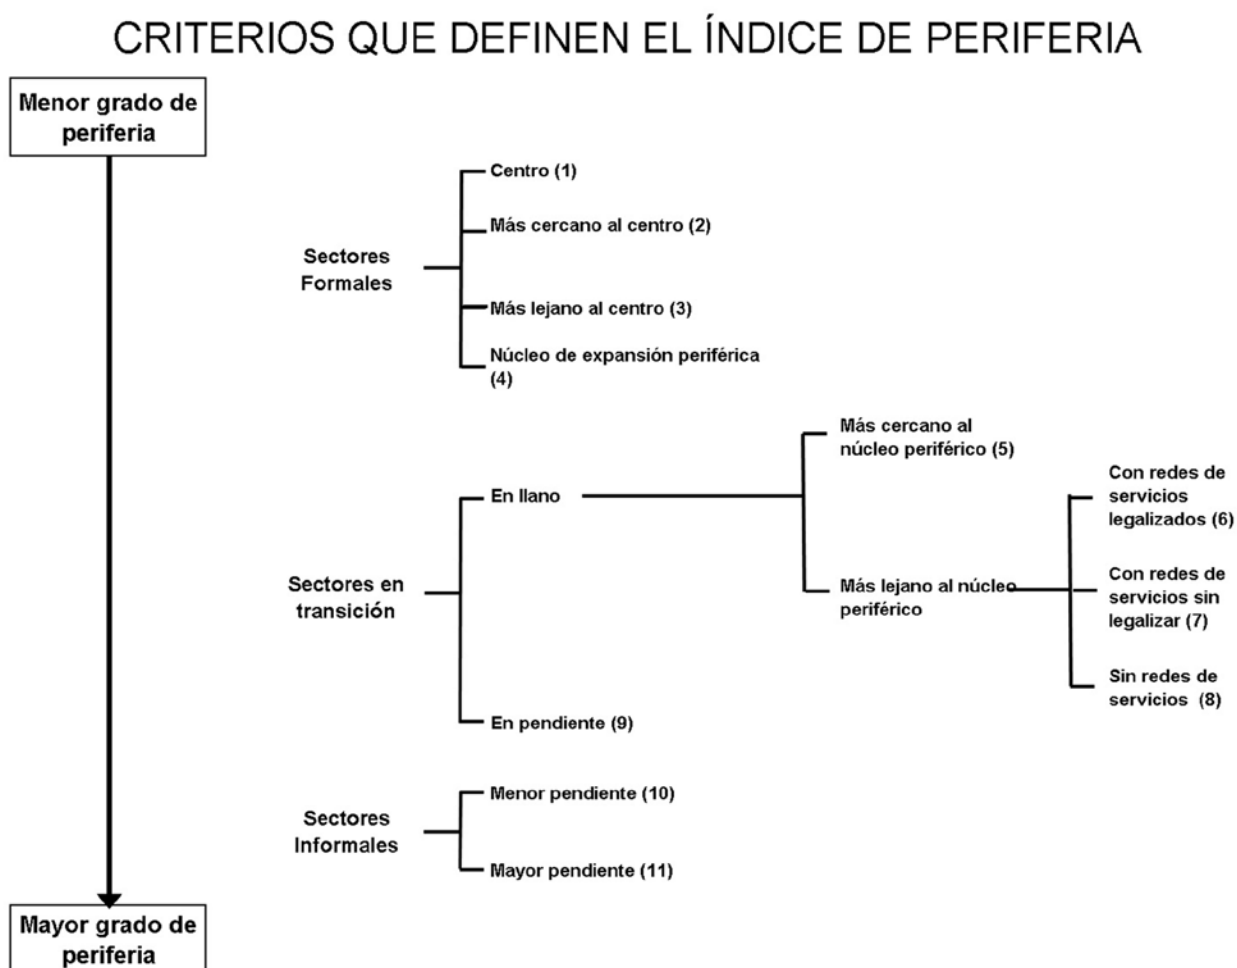 CRITERIOS QUE DEFINEN EL ÍNDICE DE PERIFERIA
Menor grado de
periferia
Sectores
Formales
Centro (1)
Más cercano al centro (2)
Más lejano al centro (3)
Núcleo de expansión periférica
(4)
Sectores en
transición
En llano
Más cercano al
núcleo periférico (5)
Más lejano al núcleo
periférico
Con redes de
servicios
legalizados (6)
Con redes de
servicios sin
legalizar (7)
Sin redes de
servicios (8)
En pendiente (9)
Sectores
Informales
Menor pendiente (10)
Mayor pendiente (11)
Mayor grado de
periferia